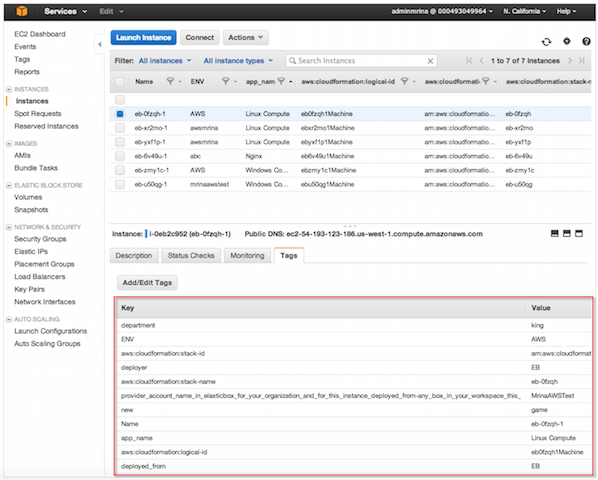 Services Edit adminmrina @ 000493049964 N. California Help
EC2 Dashboard
Events
Tags
Reports
INSTANCES
Instances
Spot Requests
Reserved Instances
IMAGES
AMIs
Bundle Tasks
ELASTIC BLOCK STORE
Volumes
Snapshots
NETWORK & SECURITY
Security Groups
Elastic IPs
Placement Groups
Load Balancers
Key Pairs
Network Interfaces
AUTO SCALING
Launch Configurations
Auto Scaling Groups
Launch Instance Connect Actions
Filter: All instances All instance types Search Instances 1 to 7 of 7 Instances
Name ENV app_nam aws:cloudformation:logical-id aws:cloudformation:s aws:cloudformation:stack-n
eb-0fzqh-1 AWS Linux Compute eb0fzqh1Machine arn:aws:cloudformatio... eb-0fzqh
eb-xr2mo-1 awsmrina Linux Compute ebxr2mo1Machine arn:aws:cloudformatio... eb-xr2mo
eb-yxf1p-1 awsmrina Linux Compute ebyxf1p1Machine arn:aws:cloudformatio... eb-yxf1p
eb-6v49u-1 abc Nginx eb6v49u1Machine arn:aws:cloudformatio... eb-6v49u
eb-zmy1c-1 AWS Windows Co... ebzmy1c1Machine arn:aws:cloudformatio... eb-zmy1c
eb-u50qg-1 mrinaawstest Windows Co... ebu50qg1Machine arn:aws:cloudformatio... eb-u50qg
Instance: i-0eb2c952 (eb-0fzqh-1) Public DNS: ec2-54-193-123-186.us-west-1.compute.amazonaws.com
Description Status Checks Monitoring Tags
Add/Edit Tags
Key Value
department king
ENV AWS
aws:cloudformation:stack-id arn:aws:cloudformat
deployer EB
aws:cloudformation:stack-name eb-0fzqh
provider_account_name_in_elasticbox_for_your_organization_and_for_this_instance_deployed_from-any_box_in_your_workspace_this_ MrinaAWSTest
new game
Name eb-0fzqh-1
app_name Linux Compute
aws:cloudformation:logical-id eb0fzqh1Machine
deployed_from EB